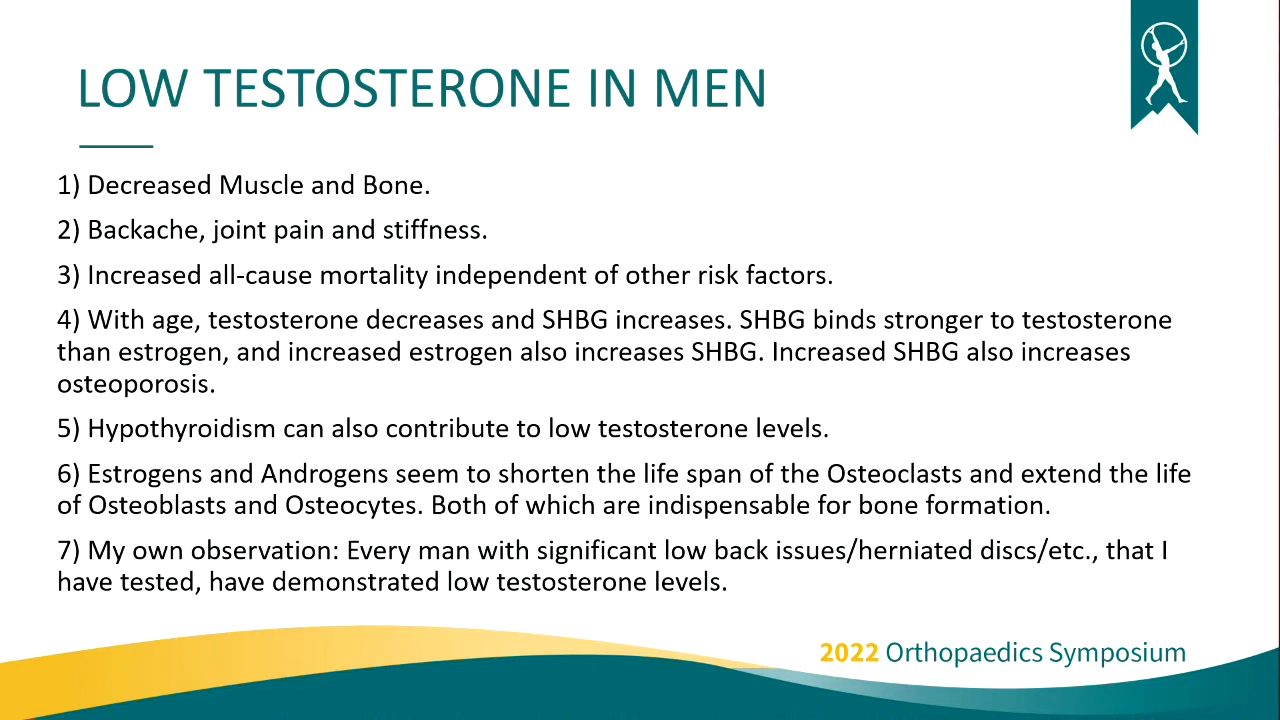 LOW TESTOSTERONE IN MEN
1) Decreased Muscle and Bone.
2) Backache, joint pain and stiffness.
3) Increased all-cause mortality independent of other risk factors.
4) With age, testosterone decreases and SHBG increases. SHBG binds stronger to testosterone
than estrogen, and increased estrogen also increases SHBG. Increased SHBG also increases
osteoporosis.
5) Hypothyroidism can also contribute to low testosterone levels.
6) Estrogens and Androgens seem to shorten the life span of the Osteoclasts and extend the life
of Osteoblasts and Osteocytes. Both of which are indispensable for bone formation.
7) My own observation: Every man with significant low back issues/herniated discs/etc., that I
have tested, have demonstrated low testosterone levels.
2022 Orthopaedics Symposium